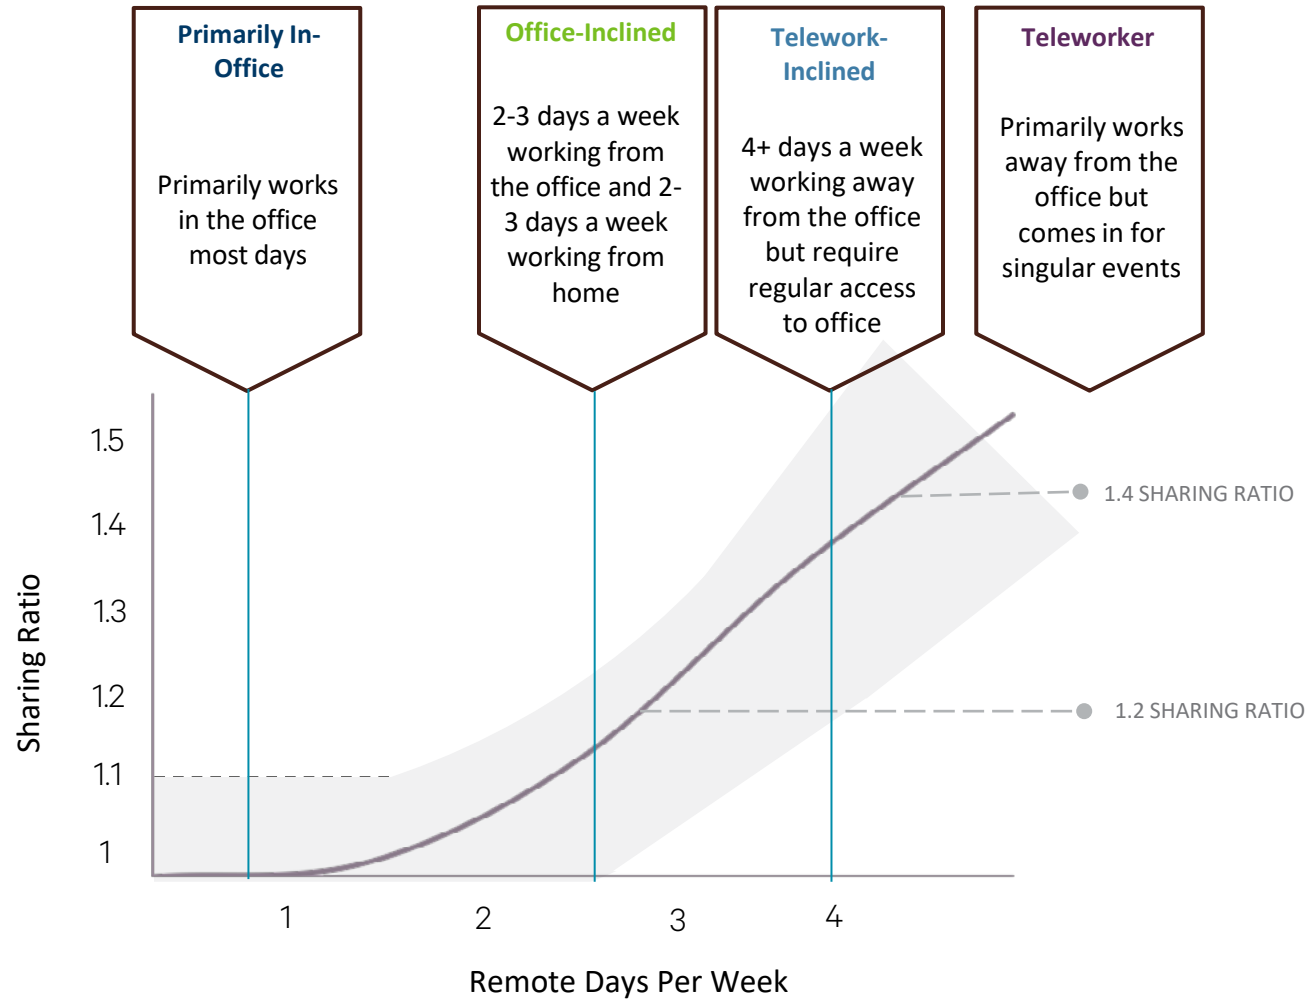 Primarily In-
Office
Primarily works
in the office
most days
Office-Inclined
2-3 days a week
working from
the office and 2-
3 days a week
working from
home
Telework-
Inclined
4+ days a week
working away
from the office
but require
regular access
to office
Teleworker
Primarily works
away from the
office but
comes in for
singular events
Sharing Ratio
1.5
1.4
1.3
1.2
1.1
1
1.4 SHARING RATIO
1.2 SHARING RATIO
1
2
3
4
Remote Days Per Week